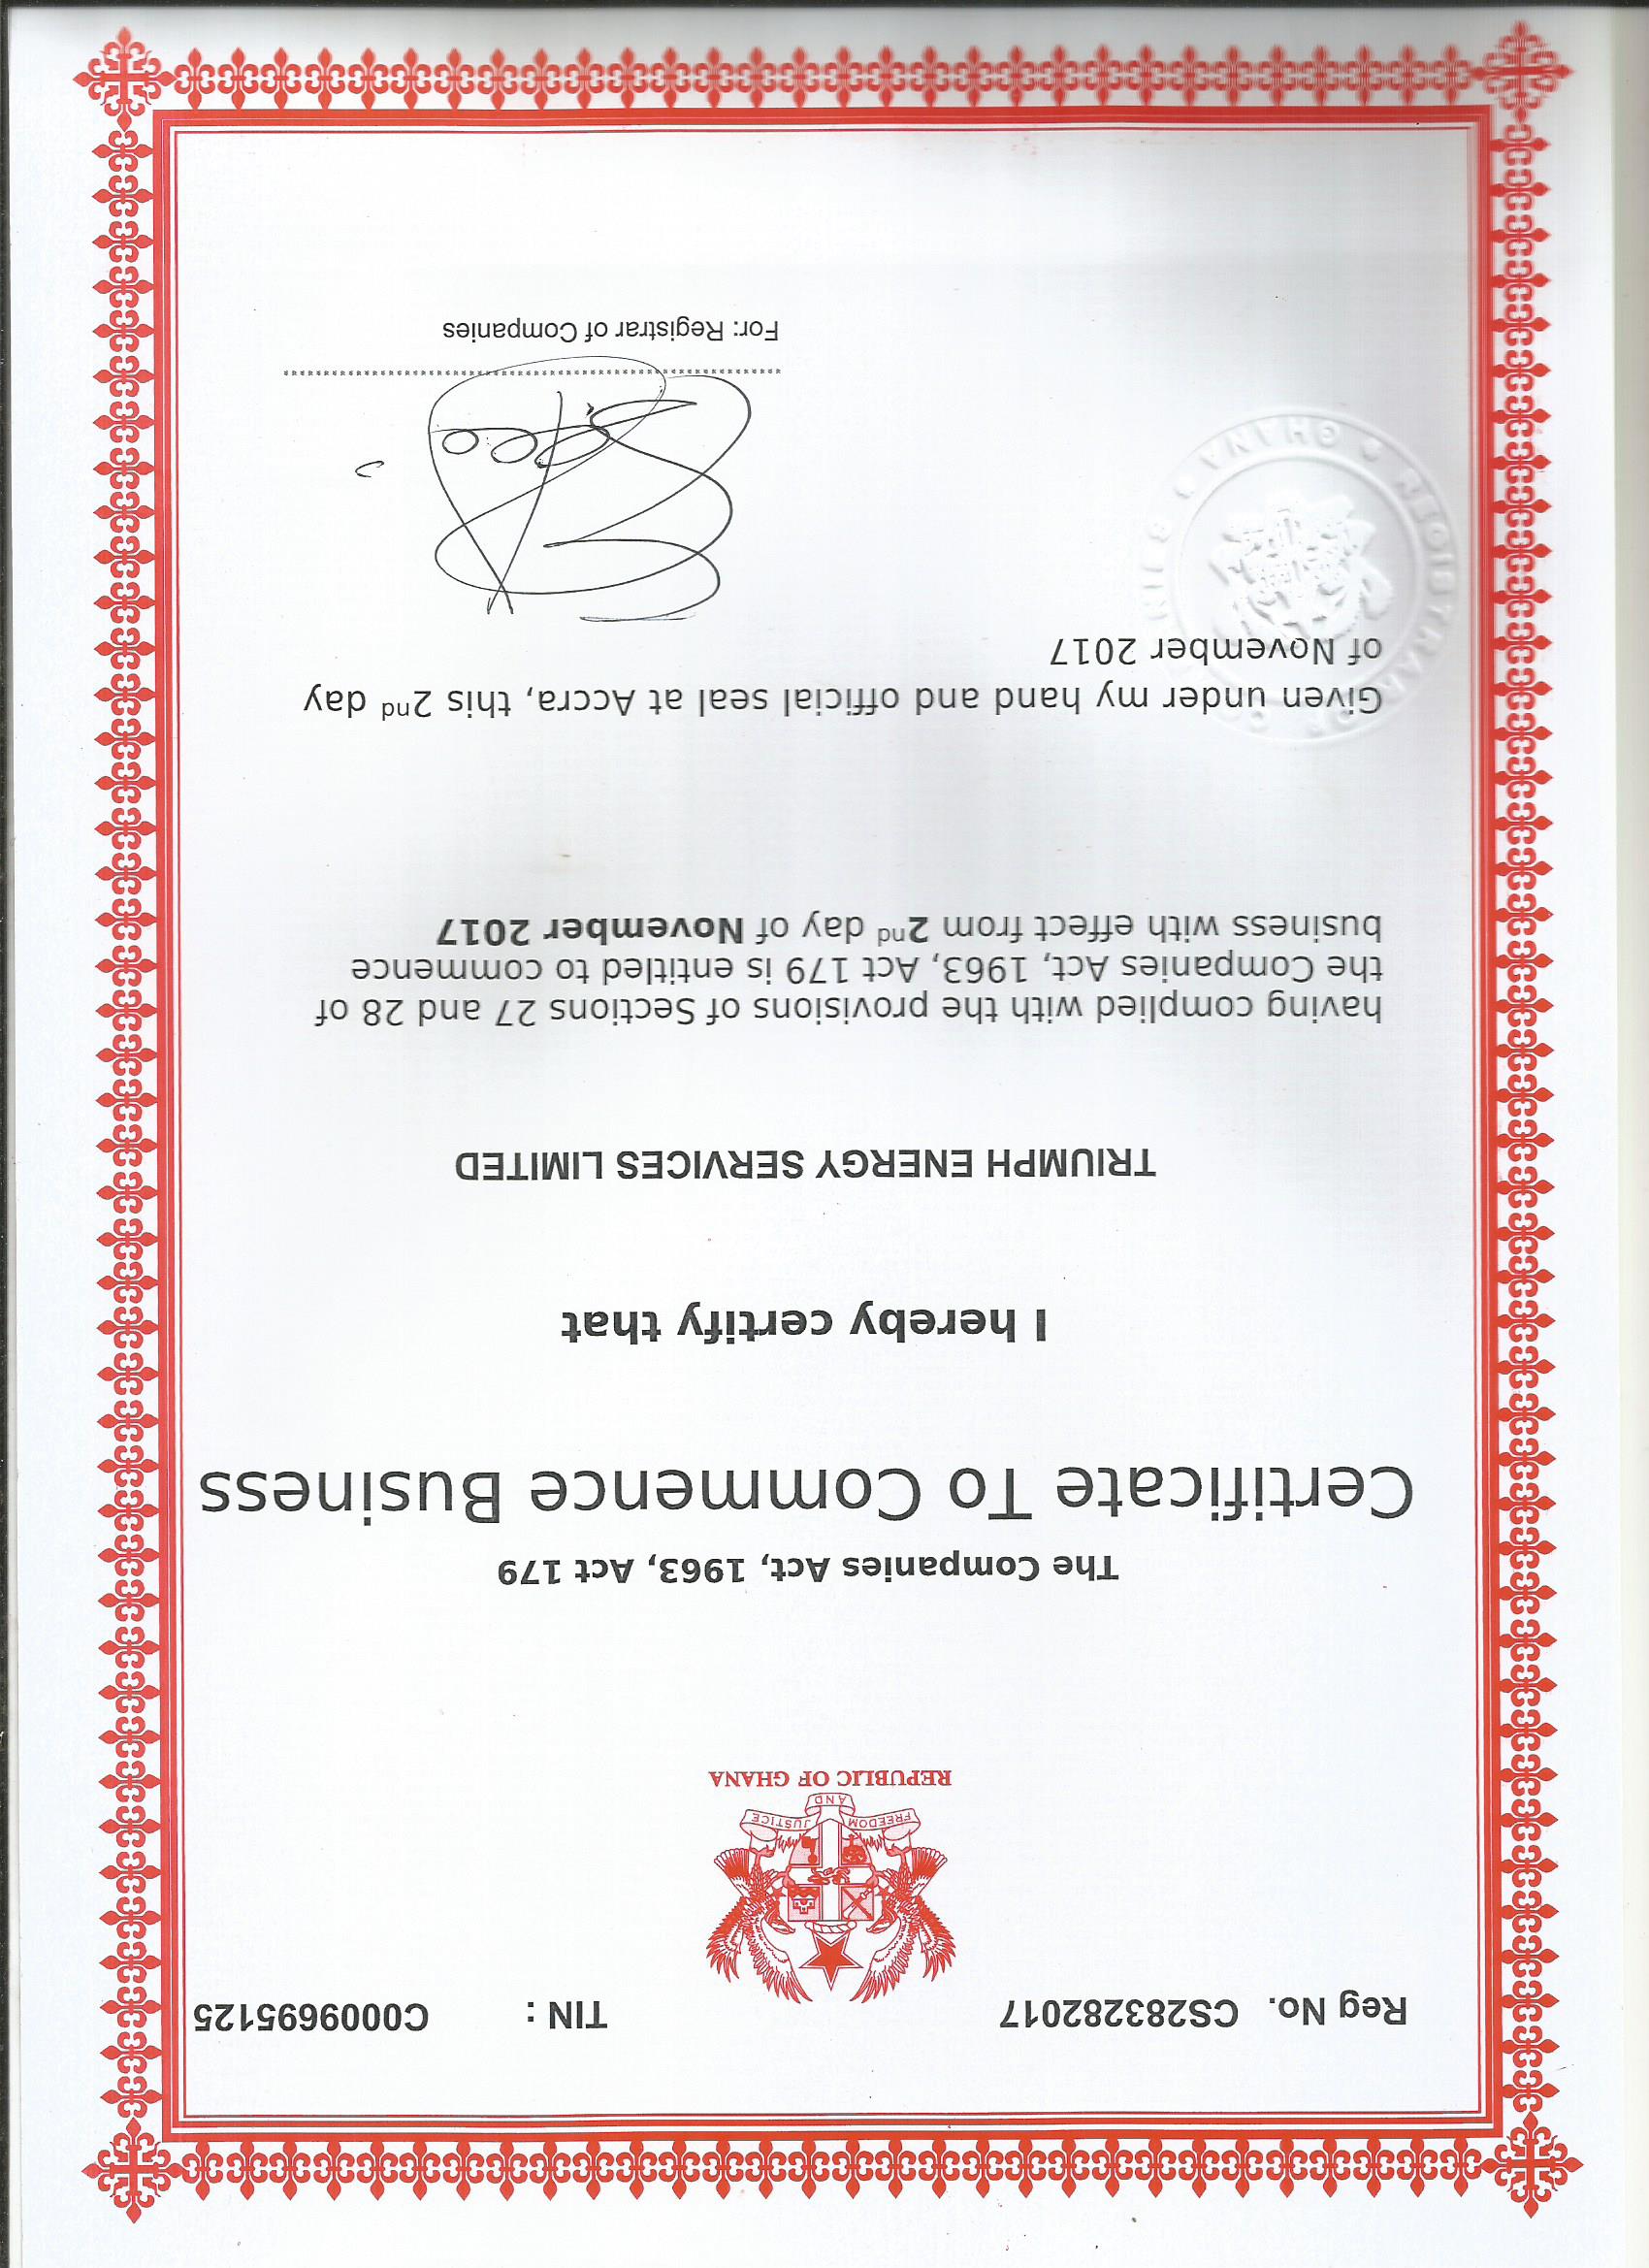 Reg No. CS283282017 TIN : C0009695125
FREEDOM AND JUSTICE
REPUBLIC OF GHANA
The Companies Act, 1963, Act 179
Certificate To Commence Business
I hereby certify that
TRIUMPH ENERGY SERVICES LIMITED
having complied with the provisions of Sections 27 and 28 of
the Companies Act, 1963, Act 179 is entitled to commence
business with effect from 2nd day of November 2017
Given under my hand and official seal at Accra, this 2nd day
of November 2017
GHANA
For: Registrar of Companies